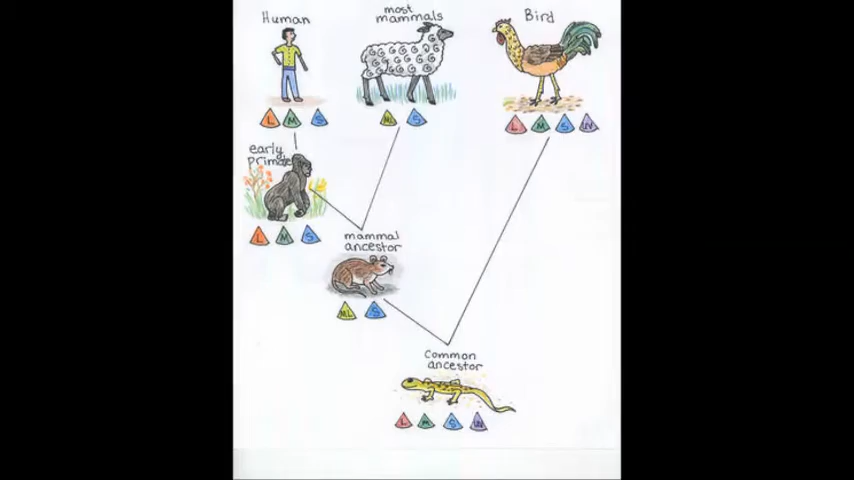 Human
most
mammals
Bird
L M S
ML S
L M S UV
early
primate
L M S
mammal
ancestor
ML S
Common
ancestor
L M S UV